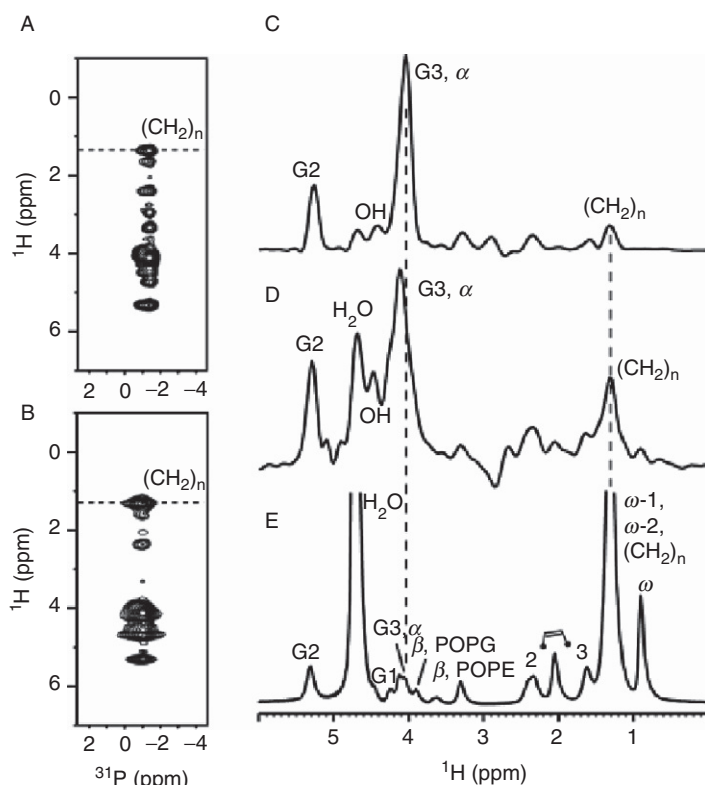 A
0
(CH2)n
2
¹H (ppm)
4
6
2 0 −2 −4
B
0
(CH2)n
2
¹H (ppm)
4
6
2 0 −2 −4
³¹P (ppm)
C
G3, α
G2
OH
(CH₂)ₙ
D
G3, α
H₂O
G2
OH
(CH₂)ₙ
E
H₂O
ω-1,
ω-2,
(CH₂)ₙ
ω
G3,α
β, POPG
G2
G1
β, POPE
2
3
5 4 3 2 1
¹H (ppm)